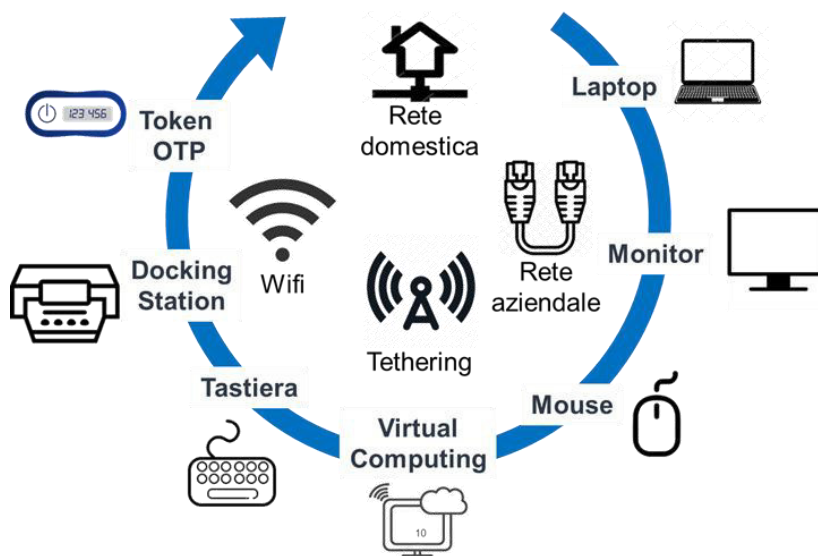 Rete
domestica
Laptop
123 456
Token
OTP
Wifi
Rete
aziendale
Monitor
Docking
Station
Tethering
Tastiera
Mouse
Virtual
Computing
10